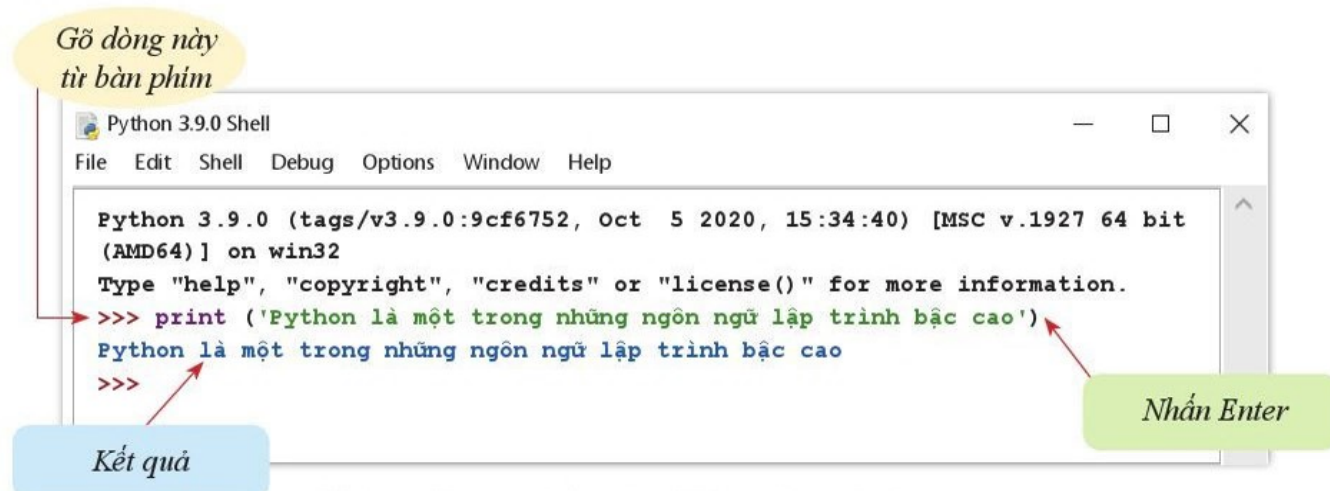 Gõ dòng này
từ bàn phím
Python 3.9.0 Shell
File Edit Shell Debug Options Window Help
Python 3.9.0 (tags/v3.9.0:9cf6752, Oct  5 2020, 15:34:40) [MSC v.1927 64 bit
(AMD64)] on win32
Type "help", "copyright", "credits" or "license()" for more information.
>>> print ('Python là một trong những ngôn ngữ lập trình bậc cao')
Python là một trong những ngôn ngữ lập trình bậc cao
>>>
Nhấn Enter
Kết quả